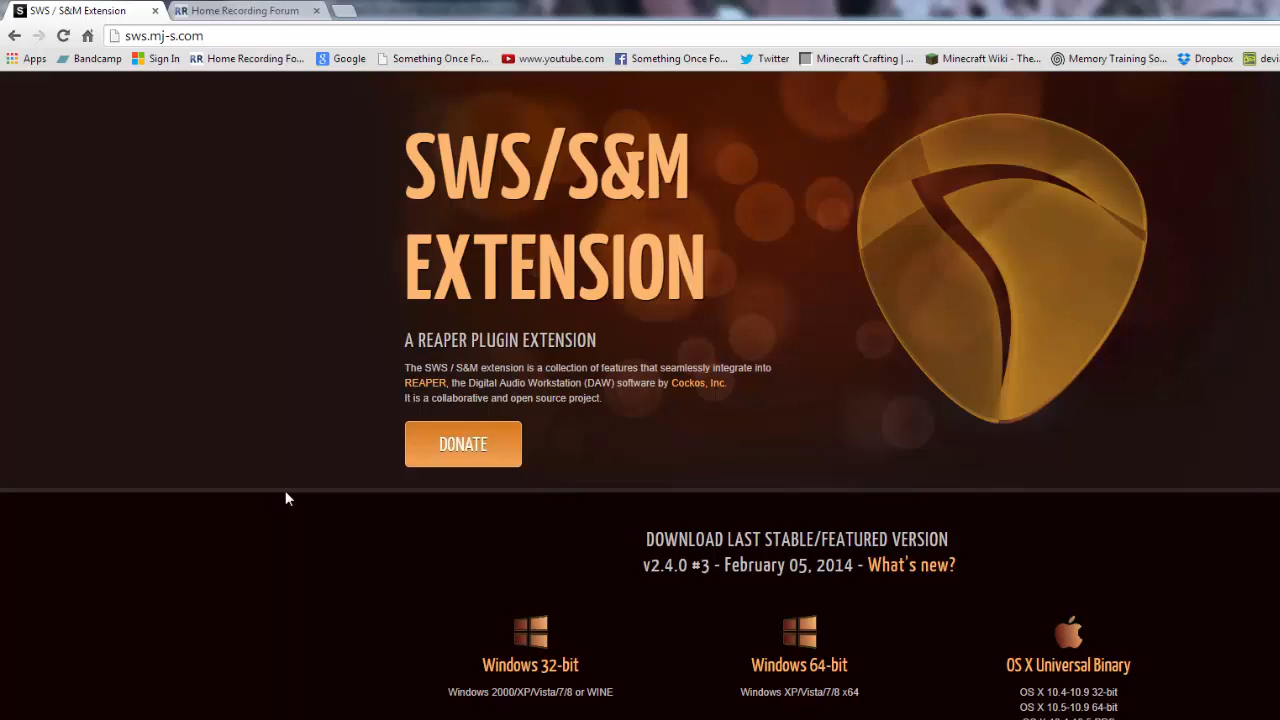 SWS / S&M Extension
Home Recording Forum
sws.mj-s.com
Apps Bandcamp Sign In Home Recording Fo... Google Something Once Fo... www.youtubes.com Something Once Fo... Twitter Minecraft Crafting | ... Minecraft Wiki - The... Memory Training So... Dropbox devi
SWS/S&M
EXTENSION
A REAPER PLUGIN EXTENSION
The SWS / S&M extension is a collection of features that seamlessly integrate into
REAPER, the Digital Audio Workstation (DAW) software by Cockos, Inc.
It is a collaborative and open source project.
DONATE
DOWNLOAD LAST STABLE/FEATURED VERSION
v2.4.0 #3 - February 05, 2014 - What's new?
Windows 32-bit
Windows 2000/XP/Vista/7/8 or WINE
Windows 64-bit
Windows XP/Vista/7/8 x64
OS X Universal Binary
OS X 10.4-10.9 32-bit
OS X 10.5-10.9 64-bit